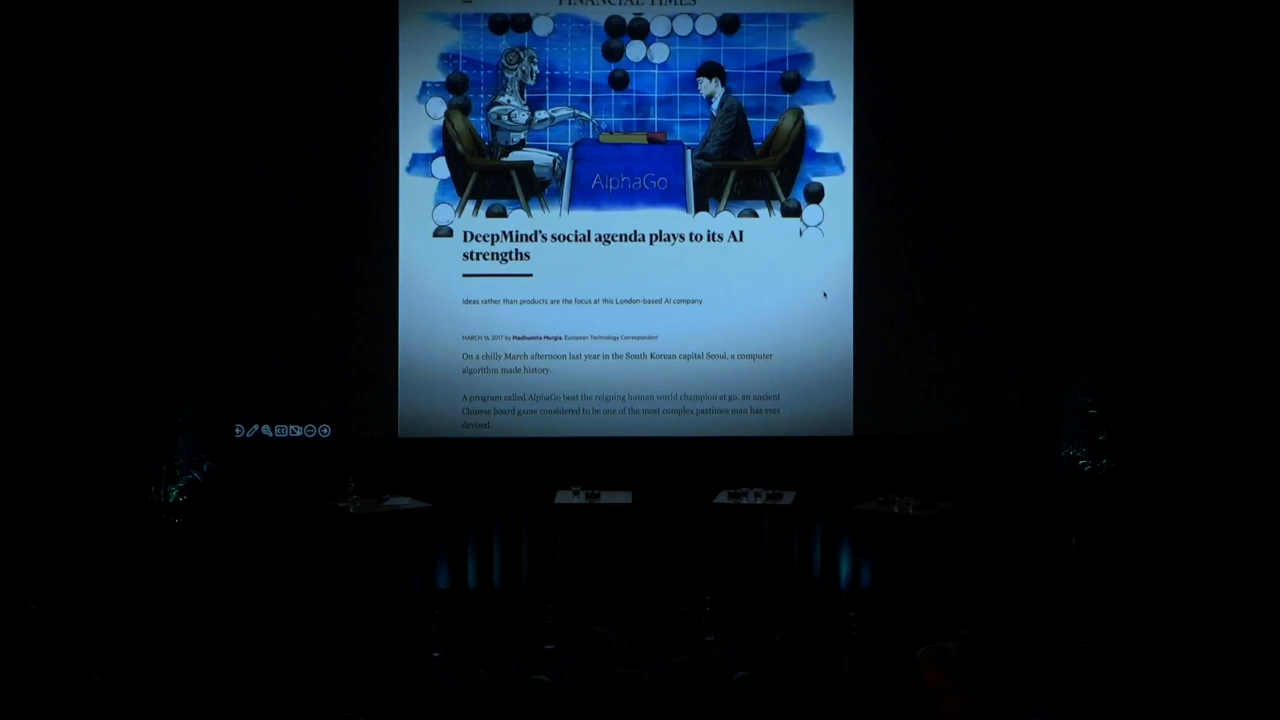 FINANCIAL TIMES
AlphaGo
DeepMind's social agenda plays to its AI
strengths
Ideas rather than products are the focus at this London-based AI company
MARCH 16, 2017 by Madhumita Murgia, European Technology Correspondent
On a chilly March afternoon last year in the South Korean capital Seoul, a computer
algorithm made history.
A program called AlphaGo beat the reigning human world champion at go, an ancient
Chinese board game considered to be one of the most complex pastimes man has ever
devised.
CC